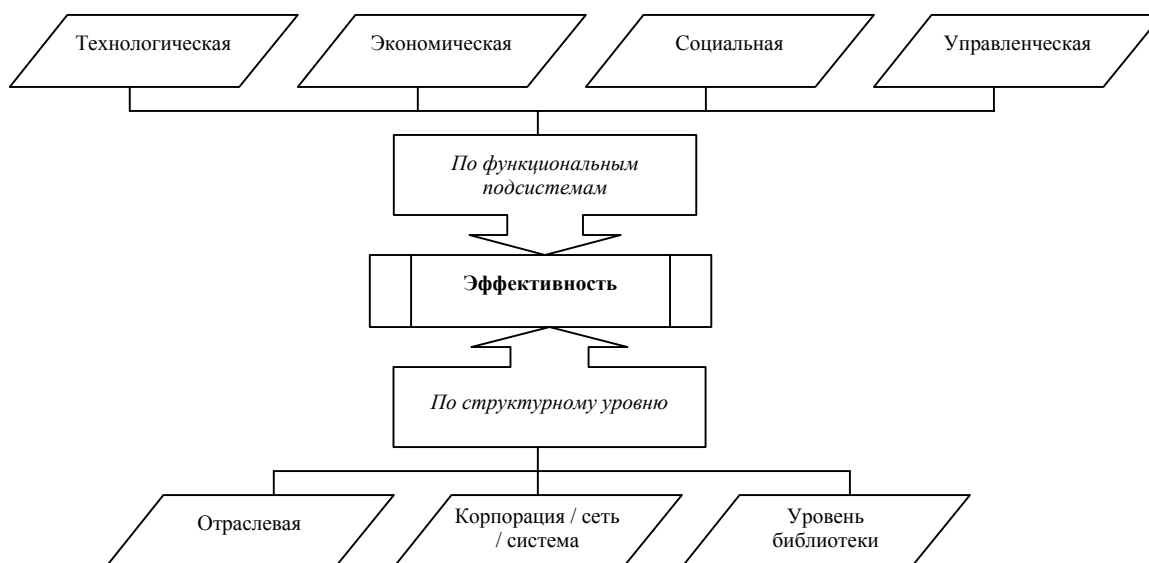 Технологическая
Экономическая
Социальная
Управленческая
По функциональным
подсистемам
Эффективность
По структурному уровню
Отраслевая
Корпорация / сеть
/ система
Уровень
библиотеки